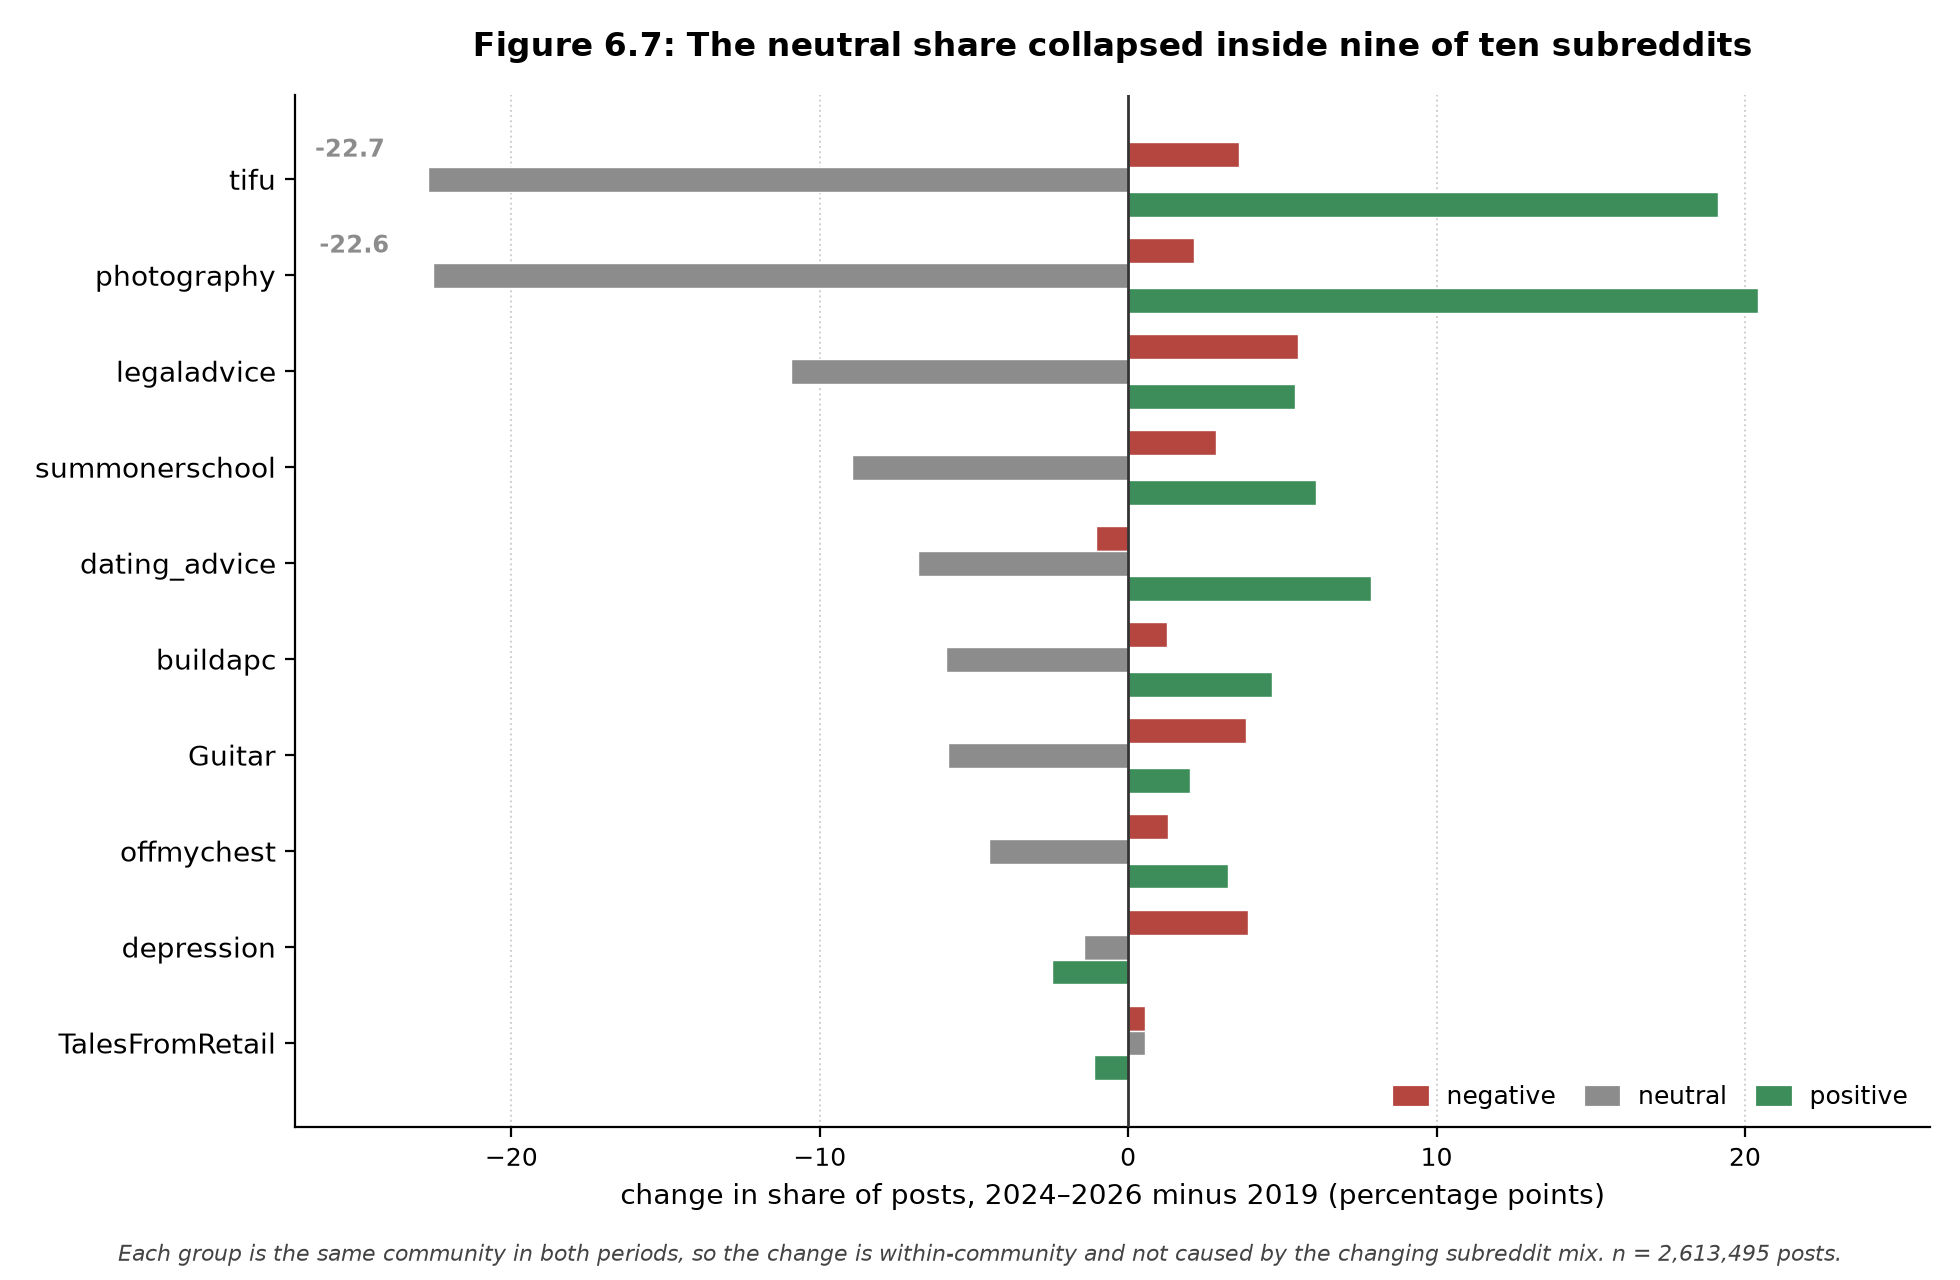 Figure 6.7: The neutral share collapsed inside nine of ten subreddits
-22.7
tifu
-22.6
photography
legaladvice
summonerschool
dating_advice
buildapc
Guitar
offmychest
depression
TalesFromRetail
negative neutral positive
−20 −10 0 10 20
change in share of posts, 2024–2026 minus 2019 (percentage points)
Each group is the same community in both periods, so the change is within-community and not caused by the changing subreddit mix. n = 2,613,495 posts.